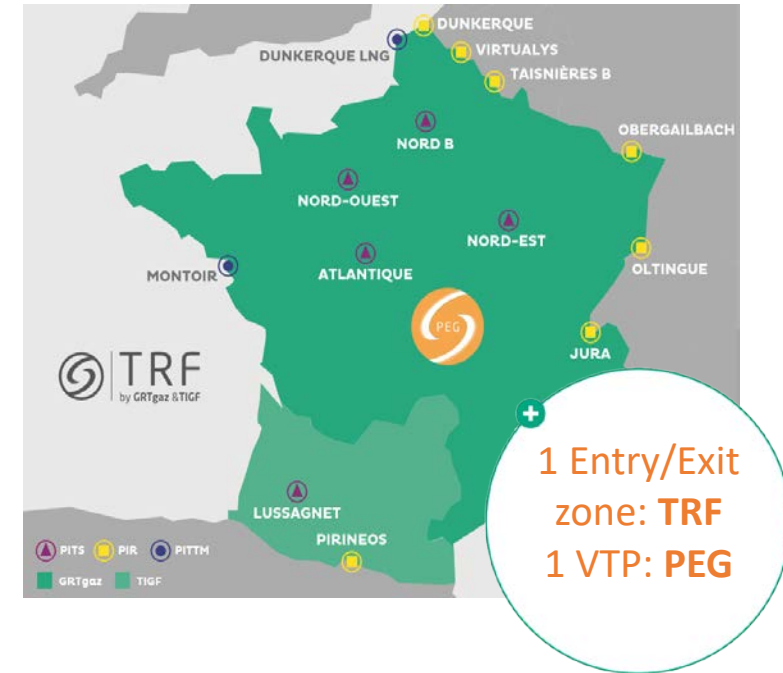 DUNKERQUE
DUNKERQUE LNG
VIRTUALYS
TAISNIÈRES B
OBERGAILBACH
NORD B
NORD-OUEST
NORD-EST
OLTINGUE
MONTOIR
ATLANTIQUE
PEG
JURA
TRF
by GRTgaz & TIGF
+
1 Entry/Exit
zone: TRF
1 VTP: PEG
LUSSAGNET
PIRINEOS
PITS PIR PITTM
GRTgaz TIGF